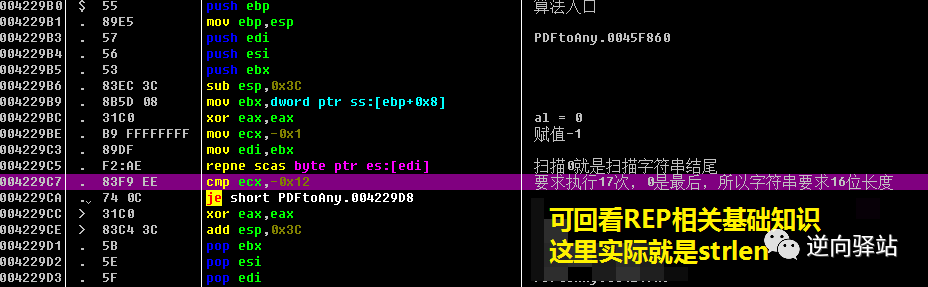 004229B0 $ 55 push ebp 算法入口
004229B1 . 89E5 mov ebp,esp
004229B3 . 57 push edi PDFtoAny.0045F860
004229B4 . 56 push esi
004229B5 . 53 push ebx
004229B6 . 83EC 3C sub esp,0x3C
004229B9 . 8B5D 08 mov ebx,dword ptr ss:[ebp+0x8]
004229BC . 31C0 xor eax,eax al = 0
004229BE . B9 FFFFFFFF mov ecx,-0x1 赋值-1
004229C3 . 89DF mov edi,ebx
004229C5 . F2:AE repne scas byte ptr es:[edi] 扫描0就是扫描字符串结尾
004229C7 . 83F9 EE cmp ecx,-0x12 要求执行17次，0是最后，所以字符串要求16位长度
004229CA .⌄ 74 0C je short PDFtoAny.004229D8
004229CC > 31C0 xor eax,eax
004229CE > 83C4 3C add esp,0x3C
004229D1 . 5B pop ebx
004229D2 . 5E pop esi
004229D3 . 5F pop edi
可回看REP相关基础知识
这里实际就是strlen
逆向驿站